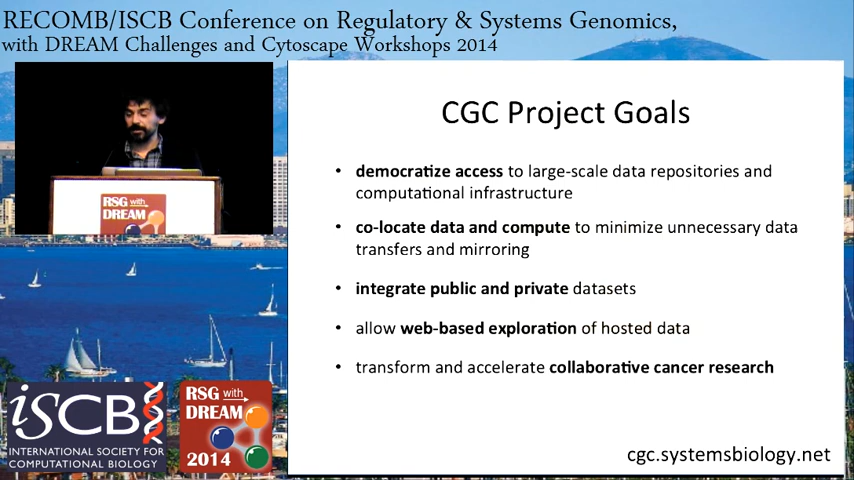 RECOMB/ISCB Conference on Regulatory & Systems Genomics,
with DREAM Challenges and Cytoscape Workshops 2014
RSG with
DREAM
CGC Project Goals
• democratize access to large-scale data repositories and
computational infrastructure
• co-locate data and compute to minimize unnecessary data
transfers and mirroring
• integrate public and private datasets
• allow web-based exploration of hosted data
• transform and accelerate collaborative cancer research
cgc.systemsbiology.net
iSCB
INTERNATIONAL SOCIETY FOR
COMPUTATIONAL BIOLOGY
RSG with
DREAM
2014